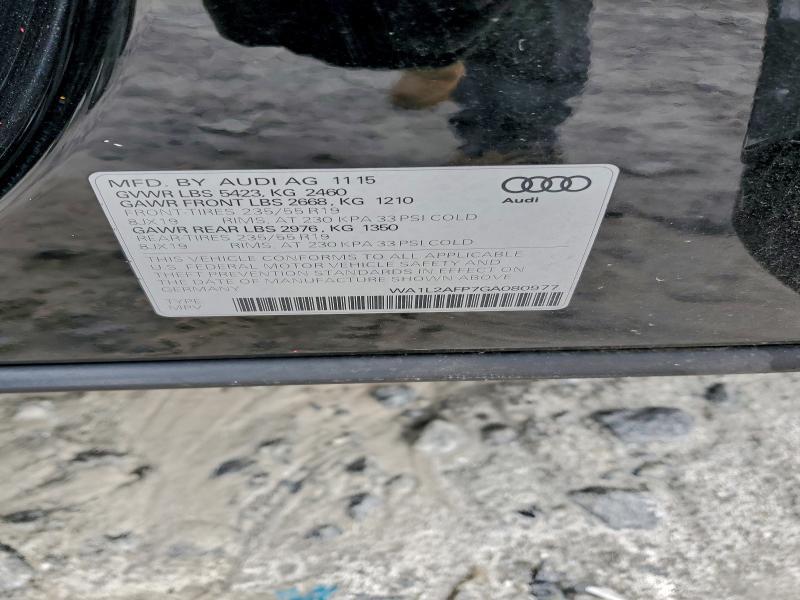 MFD. BY AUDI AG 11 15
GVWR LBS 5423, KG 2460
GAWR FRONT LBS 2668, KG 1210
FRONT-TIRES 235/55 R19
8JX19 RIMS, AT 230 KPA 33 PSI COLD
GAWR REAR LBS 2976, KG 1350
REAR-TIRES 235/55 R19
8JX19 RIMS, AT 230 KPA 33 PSI COLD
THIS VEHICLE CONFORMS TO ALL APPLICABLE
U.S. FEDERAL MOTOR VEHICLE SAFETY AND
THEFT PREVENTION STANDARDS IN EFFECT ON
THE DATE OF MANUFACTURE SHOWN ABOVE
GERMANY WA1L2AFP7GA080977
TYPE
MPV
Audi